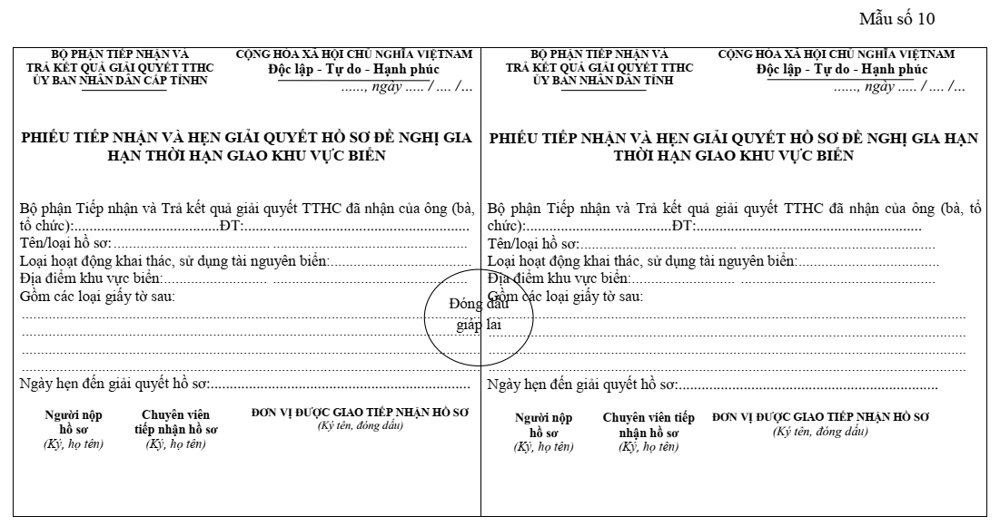 Mẫu số 10
BỘ PHẬN TIẾP NHẬN VÀ
TRẢ KẾT QUẢ GIẢI QUYẾT TTHC
ỦY BAN NHÂN DÂN CẤP TỈNHN
CỘNG HÒA XÃ HỘI CHỦ NGHĨA VIỆTNAM
Độc lập - Tự do - Hạnh phúc
......, ngày ..... / .... /...
PHIẾU TIẾP NHẬN VÀ HẸN GIẢI QUYẾT HỒ SƠ ĐỀ NGHỊ GIA
HẠN THỜI HẠN GIAO KHU VỰC BIỂN
Bộ phận Tiếp nhận và Trả kết quả giải quyết TTHC đã nhận của ông (bà,
tổ chức):.......................................ĐT:.............................................................
Tên/loại hồ sơ:.................................... ......................................................
Loại hoạt động khai thác, sử dụng tài nguyên biển:.......................................
Địa điểm khu vực biển:............................. ......................................................
Gồm các loại giấy tờ sau:
................................................................................................................................
................................................................................................................................
................................................................................................................................
................................................................................................................................
Ngày hẹn đến giải quyết hồ sơ:.....................................................................
Người nộp
hồ sơ
(Ký, họ tên)
Chuyên viên
tiếp nhận hồ sơ
(Ký, họ tên)
ĐƠN VỊ ĐƯỢC GIAO TIẾP NHẬN HỒ SƠ
(Ký tên, đóng dấu)
Đóng dấu
giáp lai
BỘ PHẬN TIẾP NHẬN VÀ
TRẢ KẾT QUẢ GIẢI QUYẾT TTHC
ỦY BAN NHÂN DÂN TỈNH
CỘNG HÒA XÃ HỘI CHỦ NGHĨA VIỆTNAM
Độc lập - Tự do - Hạnh phúc
......, ngày ..... / .... /...
PHIẾU TIẾP NHẬN VÀ HẸN GIẢI QUYẾT HỒ SƠ ĐỀ NGHỊ GIA HẠN
THỜI HẠN GIAO KHU VỰC BIỂN
Bộ phận Tiếp nhận và Trả kết quả giải quyết TTHC đã nhận của ông (bà, tổ
chức):.......................................ĐT:.............................................................
Tên/loại hồ sơ:............................................ ......................................................
Loại hoạt động khai thác, sử dụng tài nguyên biển:.......................................
Địa điểm khu vực biển:............................. ......................................................
Gồm các loại giấy tờ sau:
................................................................................................................................
................................................................................................................................
................................................................................................................................
................................................................................................................................
Ngày hẹn đến giải quyết hồ sơ:.....................................................................
Người nộp
hồ sơ
(Ký, họ tên)
Chuyên viên tiếp
nhận hồ sơ
(Ký, họ tên)
ĐƠN VỊ ĐƯỢC GIAO TIẾP NHẬN HỒ SƠ
(Ký tên, đóng dấu)